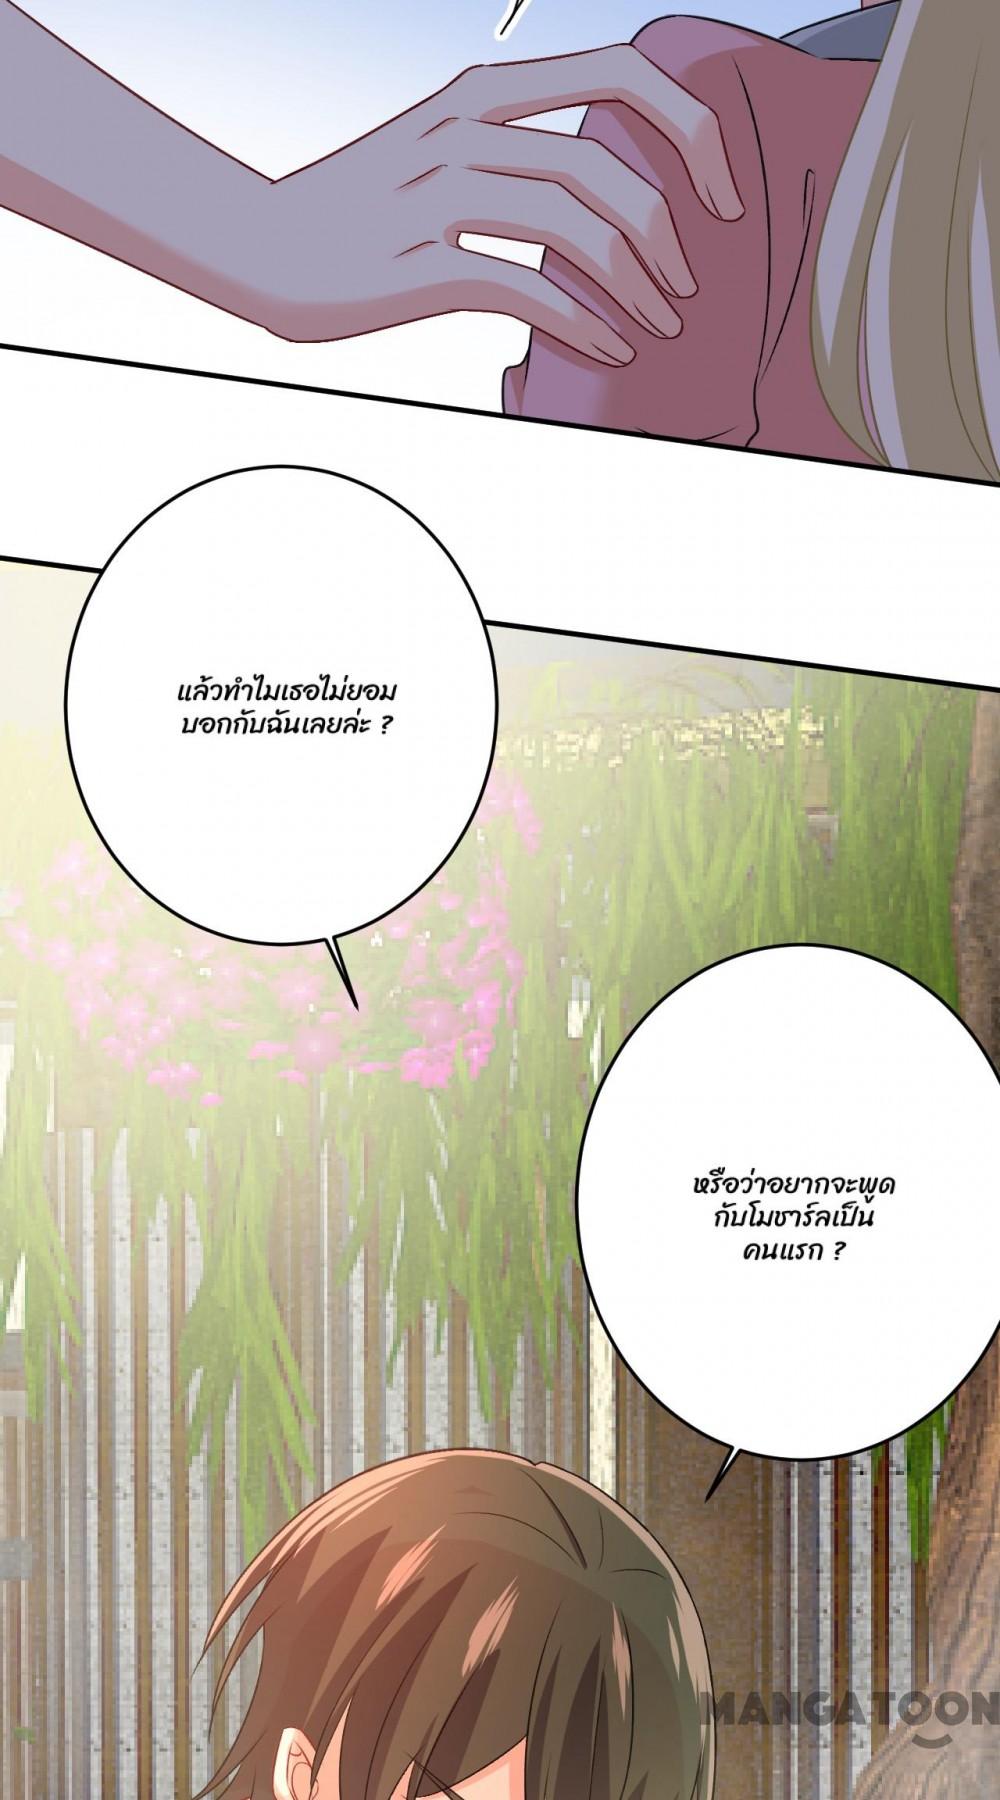 แล้วทำไมเธอไม่ยอม
บอกกับฉันเลยล่ะ ?
หรือว่าอยากจะพูด
กับโมชาร์ลเป็น
คนแรก ?
MANGATOON